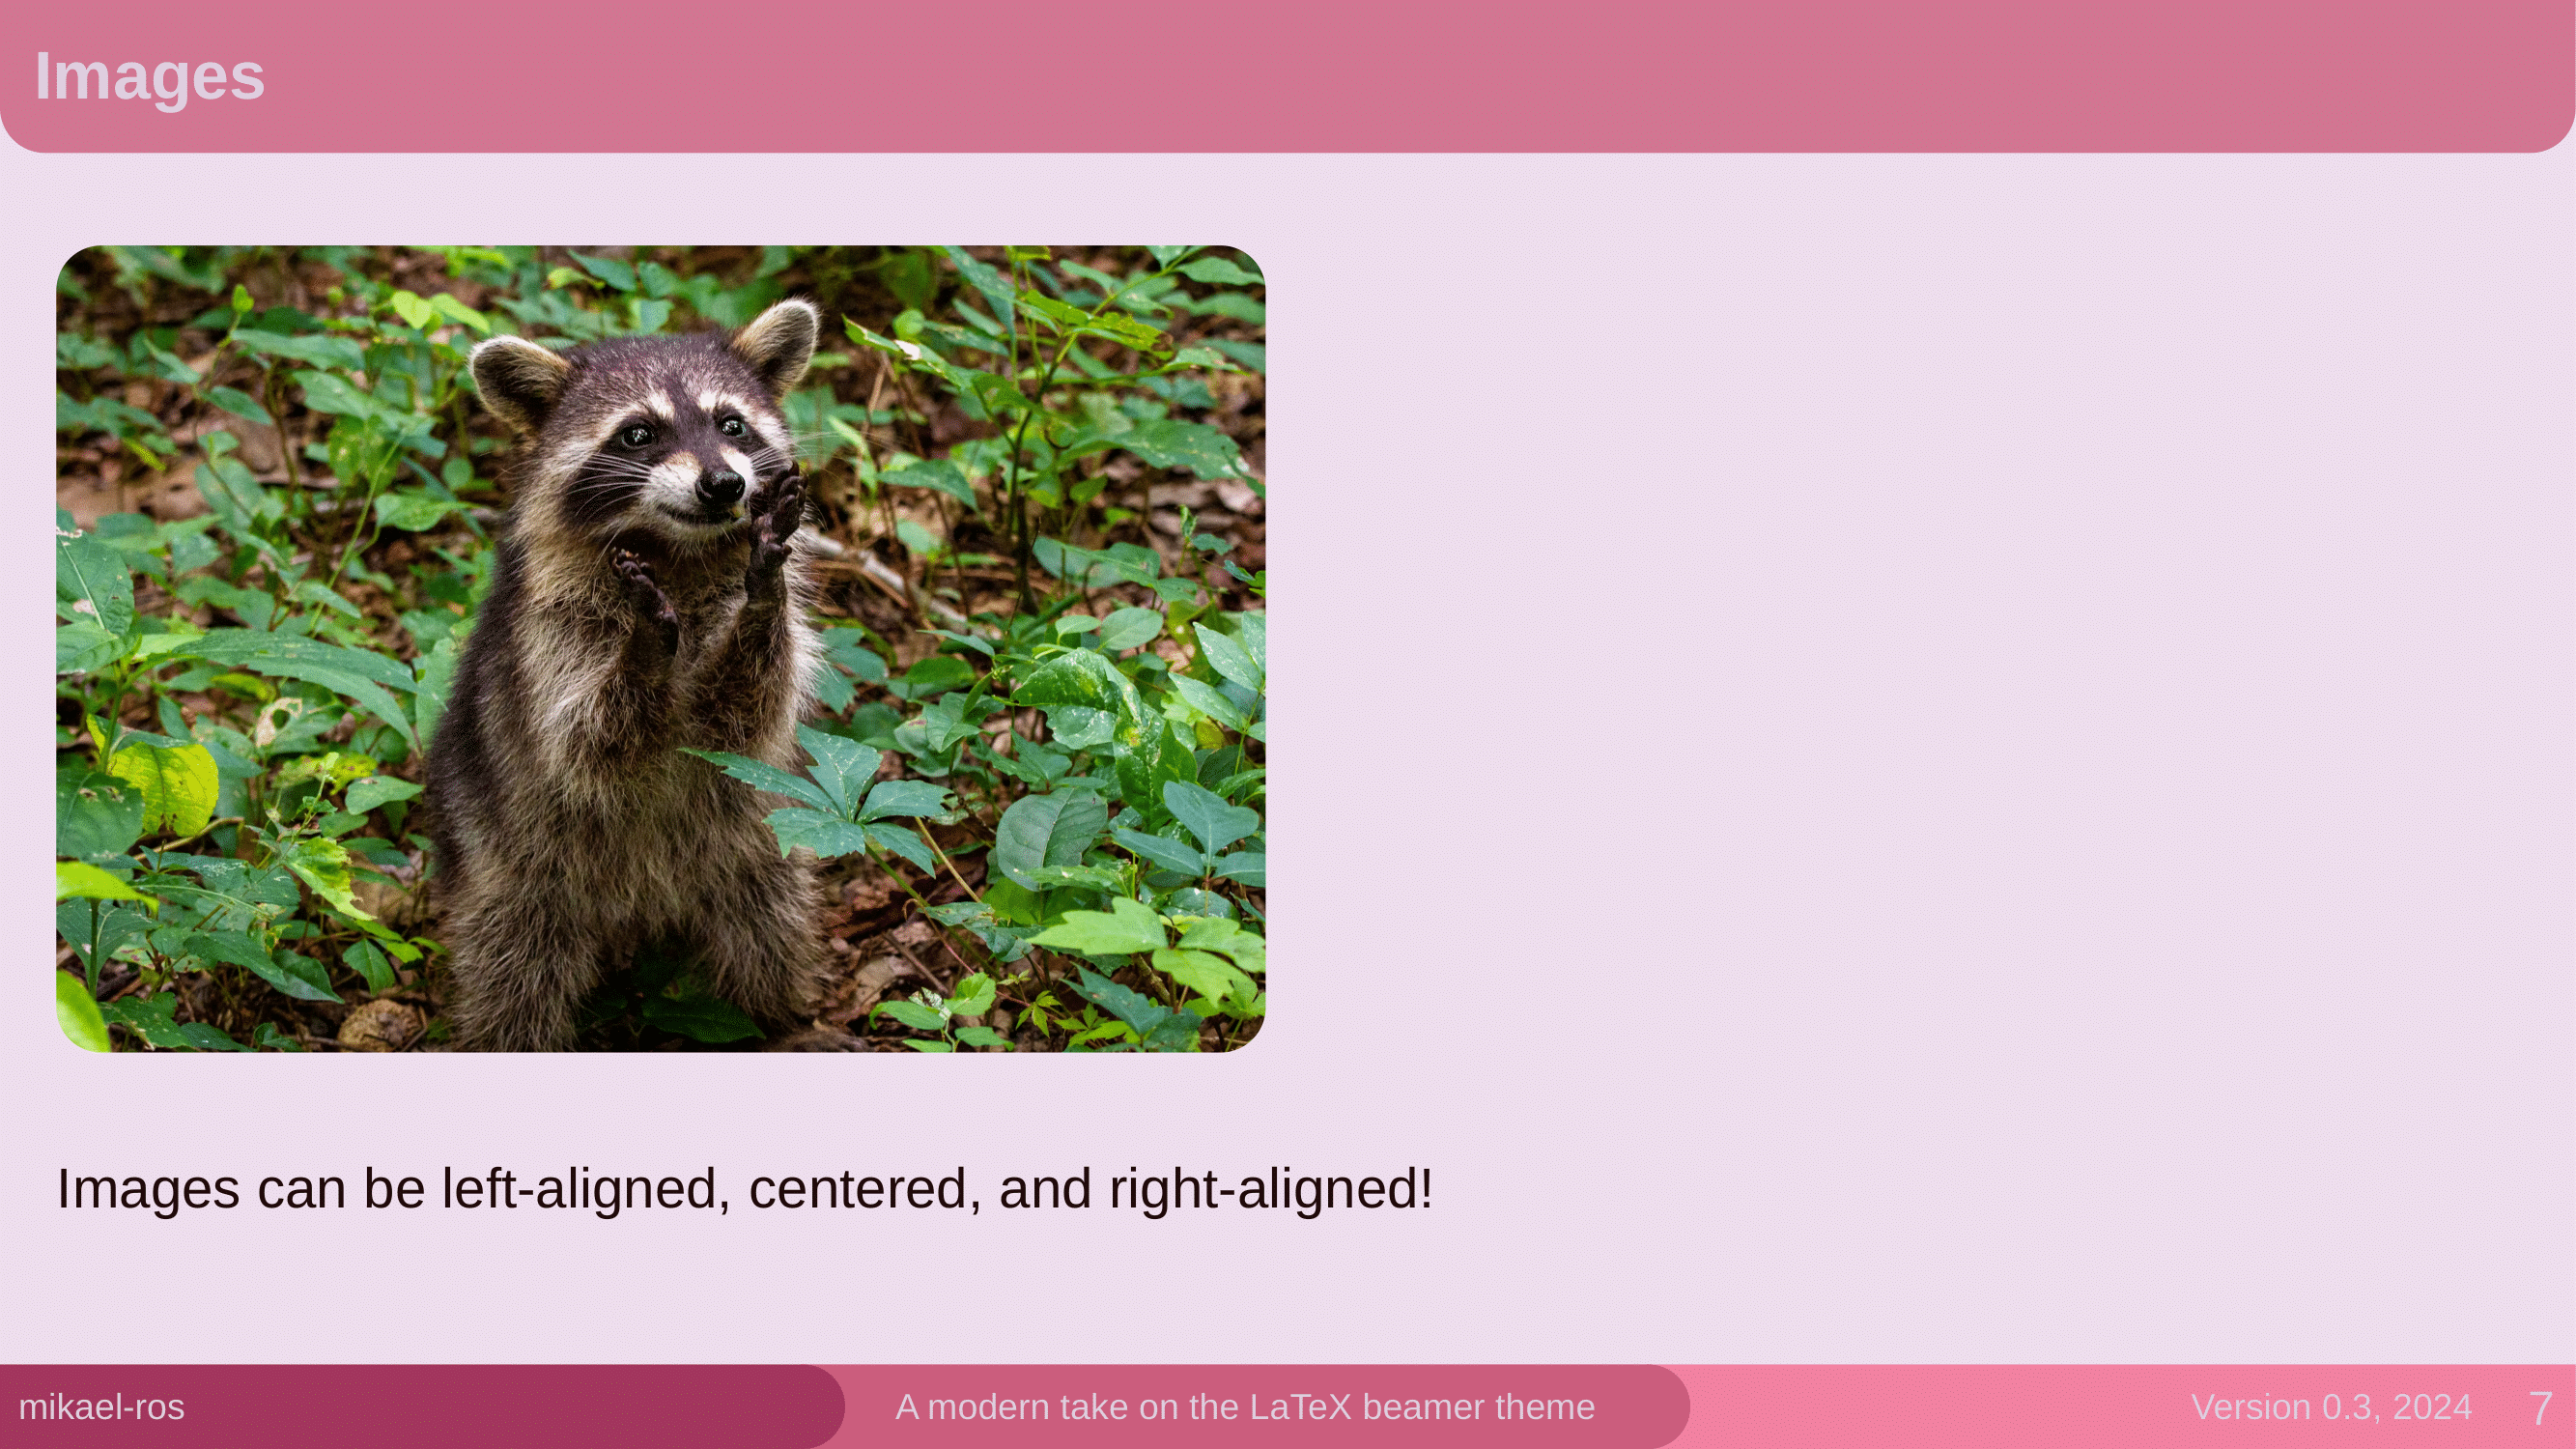 Images
Images can be left-aligned, centered, and right-aligned!
mikael-ros
A modern take on the LaTeX beamer theme
Version 0.3, 2024
7